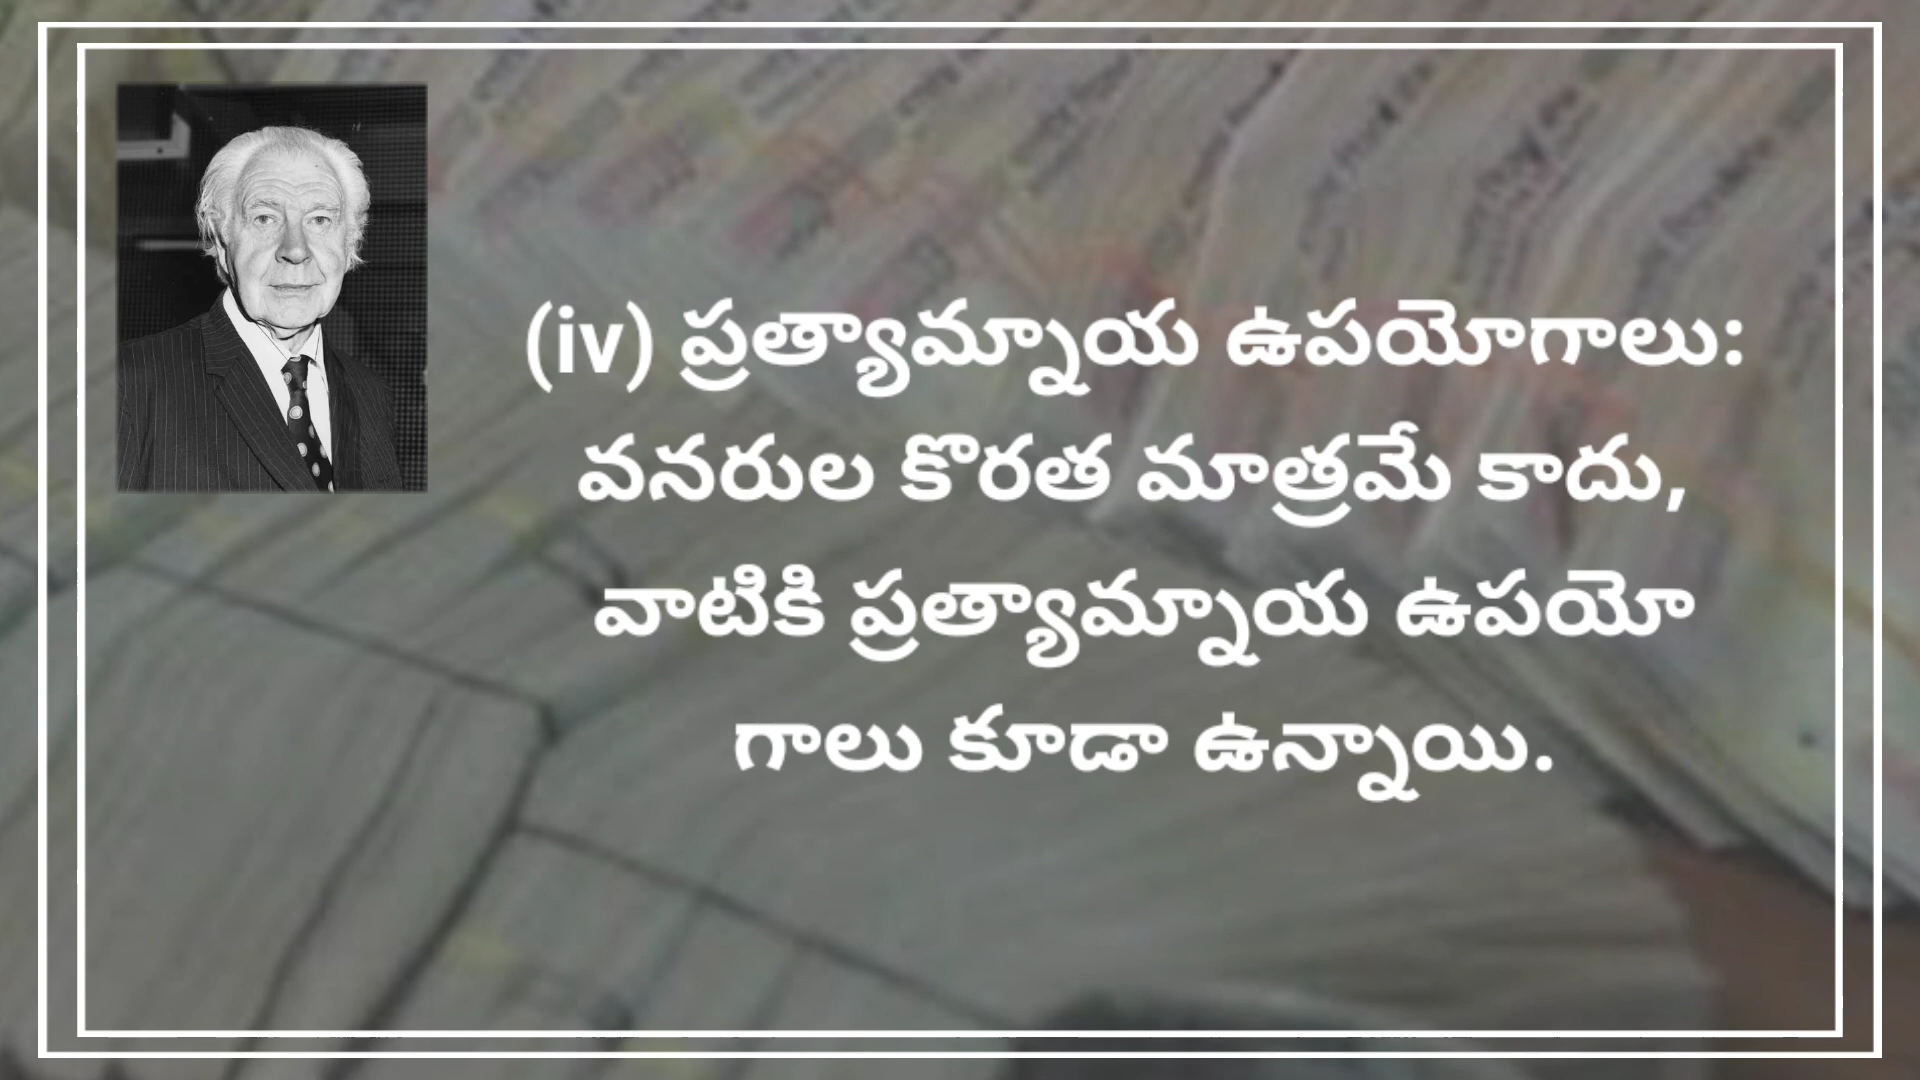 (iv) ప్రత్యామ్నాయ ఉపయోగాలు:
వనరుల కొరత మాత్రమే కాదు,
వాటికి ప్రత్యామ్నాయ ఉపయో
గాలు కూడా ఉన్నాయి.